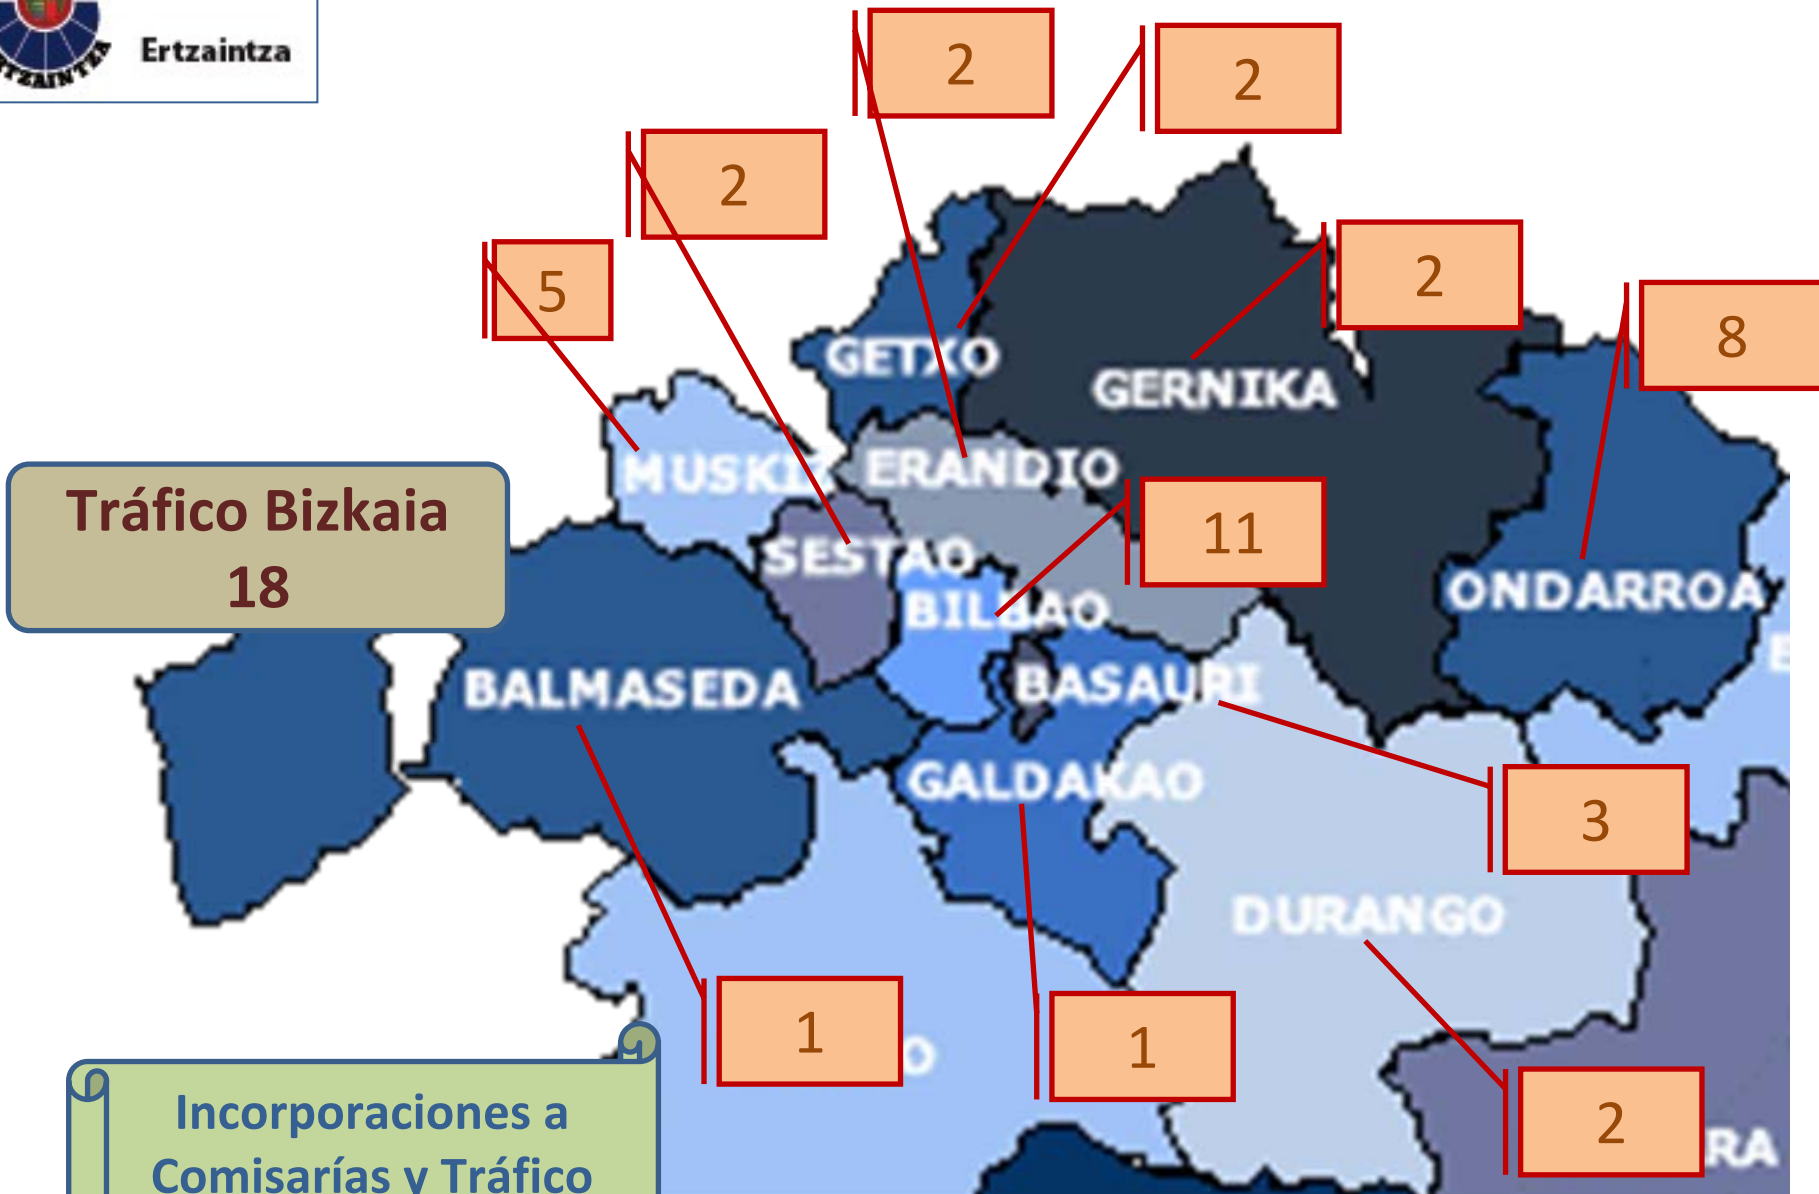 Ertzaintza
2
2
2
5
2
8
GETXO
GERNIKA
MUSKIZ
ERANDIO
Tráfico Bizkaia
18
11
SESTAO
BILBAO
ONDARROA
BALMASEDA
BASAURI
GALDAKAO
3
DURANGO
1
O
1
Incorporaciones a
Comisarías y Tráfico
2
RA